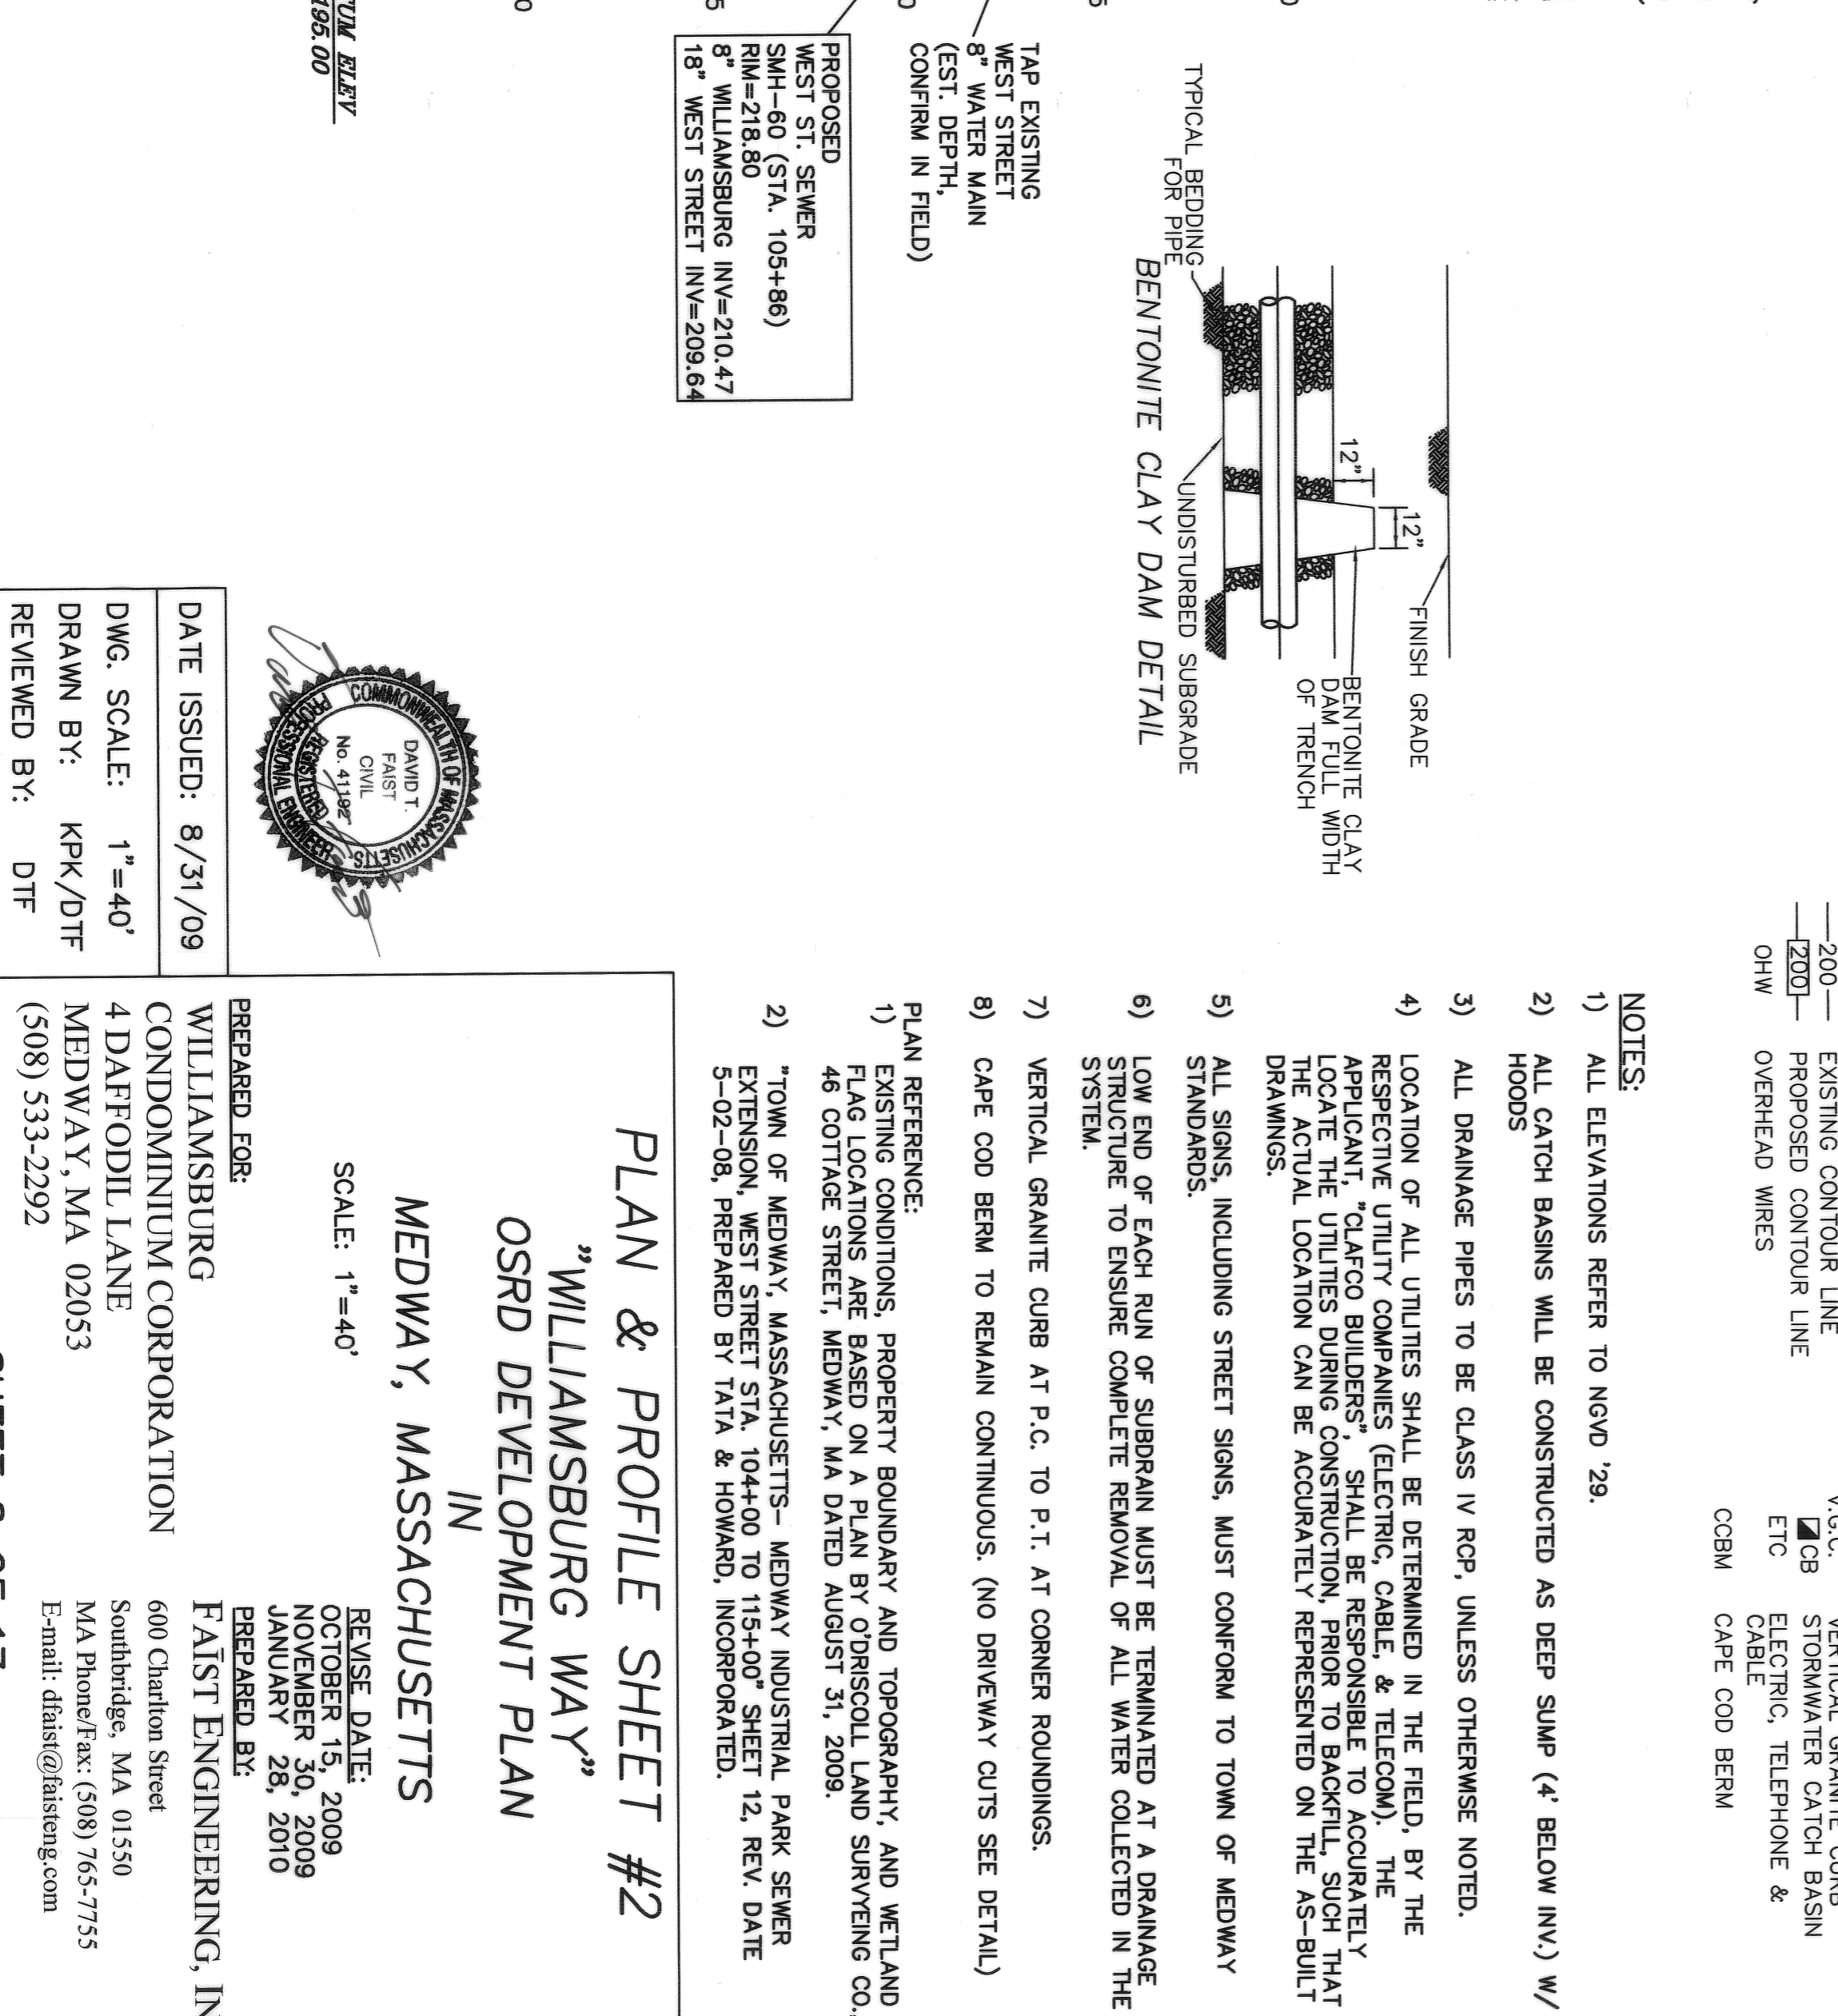 200 EXISTING CONTOUR LINE
200 PROPOSED CONTOUR LINE
OHW OVERHEAD WIRES
V.G.C. VERTICAL GRANITE CURB
CB STORMWATER CATCH BASIN
ETC ELECTRIC, TELEPHONE &
CABLE
CCBM CAPE COD BERM
FINISH GRADE
12"
12"
BENTONITE CLAY
DAM FULL WIDTH
OF TRENCH
TYPICAL BEDDING
FOR PIPE
UNDISTURBED SUBGRADE
BENTONITE CLAY DAM DETAIL
TAP EXISTING
WEST STREET
8" WATER MAIN
(EST. DEPTH,
CONFIRM IN FIELD)
PROPOSED
WEST ST. SEWER
SMH-60 (STA. 105+86)
RIM=218.80
8" WILLIAMSBURG INV=210.47
18" WEST STREET INV=209.64
TUM ELEV
195.00
NOTES:
1) ALL ELEVATIONS REFER TO NGVD '29.
2) ALL CATCH BASINS WILL BE CONSTRUCTED AS DEEP SUMP (4' BELOW INV.) W/
HOODS
3) ALL DRAINAGE PIPES TO BE CLASS IV RCP, UNLESS OTHERWISE NOTED.
4) LOCATION OF ALL UTILITIES SHALL BE DETERMINED IN THE FIELD, BY THE
RESPECTIVE UTILITY COMPANIES (ELECTRIC, CABLE, & TELECOM). THE
APPLICANT, "CLAFCO BUILDERS", SHALL BE RESPONSIBLE TO ACCURATELY
LOCATE THE UTILITIES DURING CONSTRUCTION, PRIOR TO BACKFILL, SUCH THAT
THE ACTUAL LOCATION CAN BE ACCURATELY REPRESENTED ON THE AS-BUILT
DRAWINGS.
5) ALL SIGNS, INCLUDING STREET SIGNS, MUST CONFORM TO TOWN OF MEDWAY
STANDARDS.
6) LOW END OF EACH RUN OF SUBDRAIN MUST BE TERMINATED AT A DRAINAGE
STRUCTURE TO ENSURE COMPLETE REMOVAL OF ALL WATER COLLECTED IN THE
SYSTEM.
7) VERTICAL GRANITE CURB AT P.C. TO P.T. AT CORNER ROUNDINGS.
8) CAPE COD BERM TO REMAIN CONTINUOUS. (NO DRIVEWAY CUTS SEE DETAIL)
PLAN REFERENCE:
1) EXISTING CONDITIONS, PROPERTY BOUNDARY AND TOPOGRAPHY, AND WETLAND
FLAG LOCATIONS ARE BASED ON A PLAN BY O'DRISCOLL LAND SURVYEING CO.,
46 COTTAGE STREET, MEDWAY, MA DATED AUGUST 31, 2009.
2) "TOWN OF MEDWAY, MASSACHUSETTS- MEDWAY INDUSTRIAL PARK SEWER
EXTENSION, WEST STREET STA. 104+00 TO 115+00" SHEET 12, REV. DATE
5-02-08, PREPARED BY TATA & HOWARD, INCORPORATED.
PLAN & PROFILE SHEET #2
"WILLIAMSBURG WAY"
OSRD DEVELOPMENT PLAN
IN
MEDWAY, MASSACHUSETTS
SCALE: 1"=40'
REVISE DATE:
OCTOBER 15, 2009
NOVEMBER 30, 2009
JANUARY 28, 2010
PREPARED FOR:
WILLIAMSBURG
CONDOMINIUM CORPORATION
4 DAFFODIL LANE
MEDWAY, MA 02053
(508) 533-2292
PREPARED BY:
FAIST ENGINEERING, IN
600 Charlton Street
Southbridge, MA 01550
MA Phone/Fax: (508) 765-7755
E-mail: dfaist@faisteng.com
COMMONWEALTH OF MASSACHUSETTS
DAVID T.
FAIST
CIVIL
No. 41192
REGISTERED
PROFESSIONAL ENGINEER
DATE ISSUED: 8/31/09
DWG. SCALE: 1"=40'
DRAWN BY: KPK/DTF
REVIEWED BY: DTF